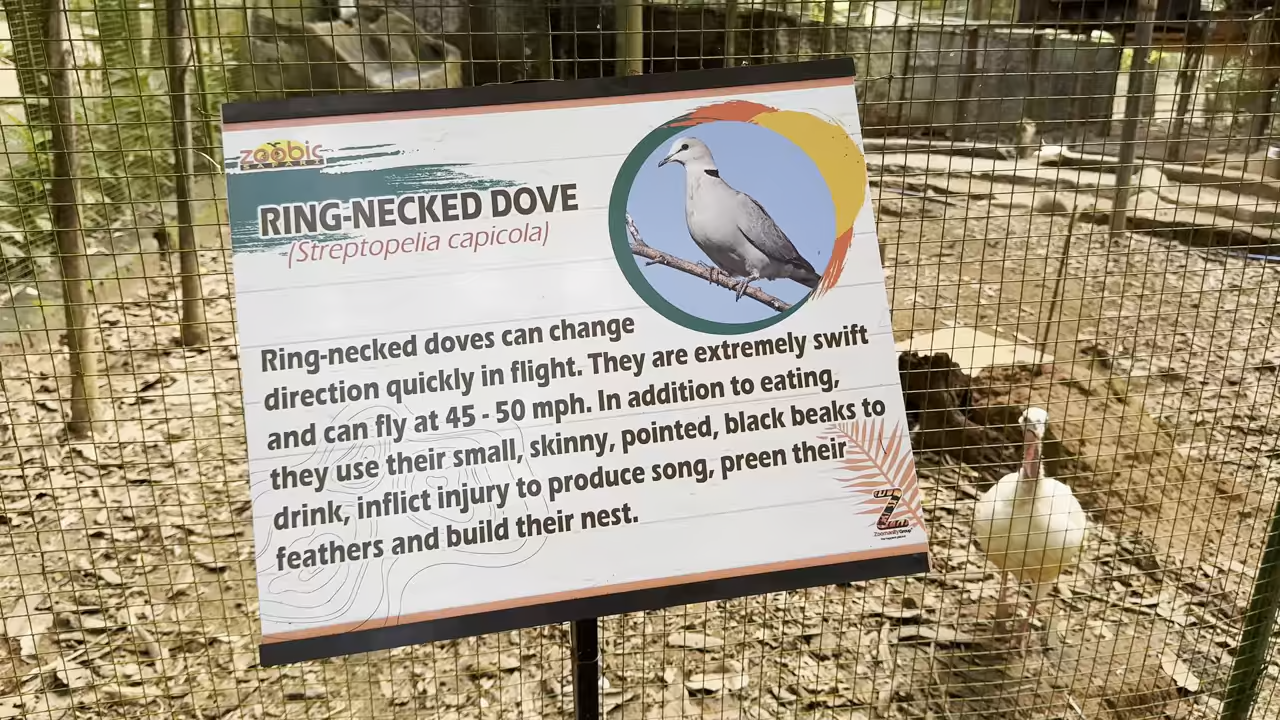 zoobic
RING-NECKED DOVE
(Streptopelia capicola)
Ring-necked doves can change
direction quickly in flight. They are extremely swift
and can fly at 45 - 50 mph. In addition to eating,
they use their small, skinny, pointed, black beaks to
drink, inflict injury to produce song, preen their
feathers and build their nest.
Z
Zoomanity Group